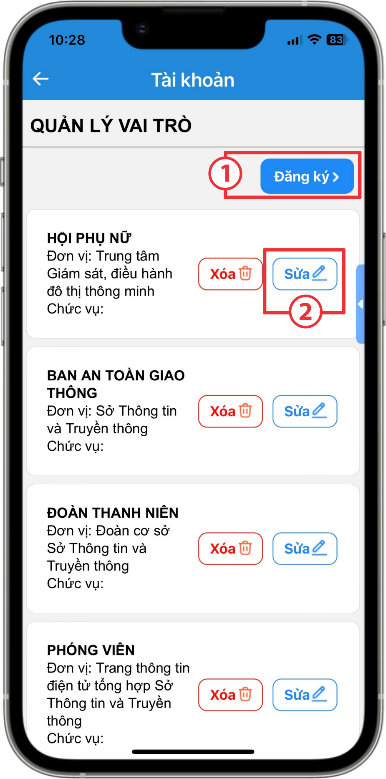 10:28
83
Tài khoản
QUẢN LÝ VAI TRÒ
1
Đăng ký
HỘI PHỤ NỮ
Đơn vị: Trung tâm
Giám sát, điều hành
đô thị thông minh
Chức vụ:
Xóa
Sửa
2
BAN AN TOÀN GIAO
THÔNG
Đơn vị: Sở Thông tin
và Truyền thông
Chức vụ:
Xóa
Sửa
ĐOÀN THANH NIÊN
Đơn vị: Đoàn cơ sở
Sở Thông tin và
Truyền thông
Chức vụ:
Xóa
Sửa
PHÓNG VIÊN
Đơn vị: Trang thông tin
điện tử tổng hợp Sở
Thông tin và Truyền
thông
Chức vụ:
Xóa
Sửa